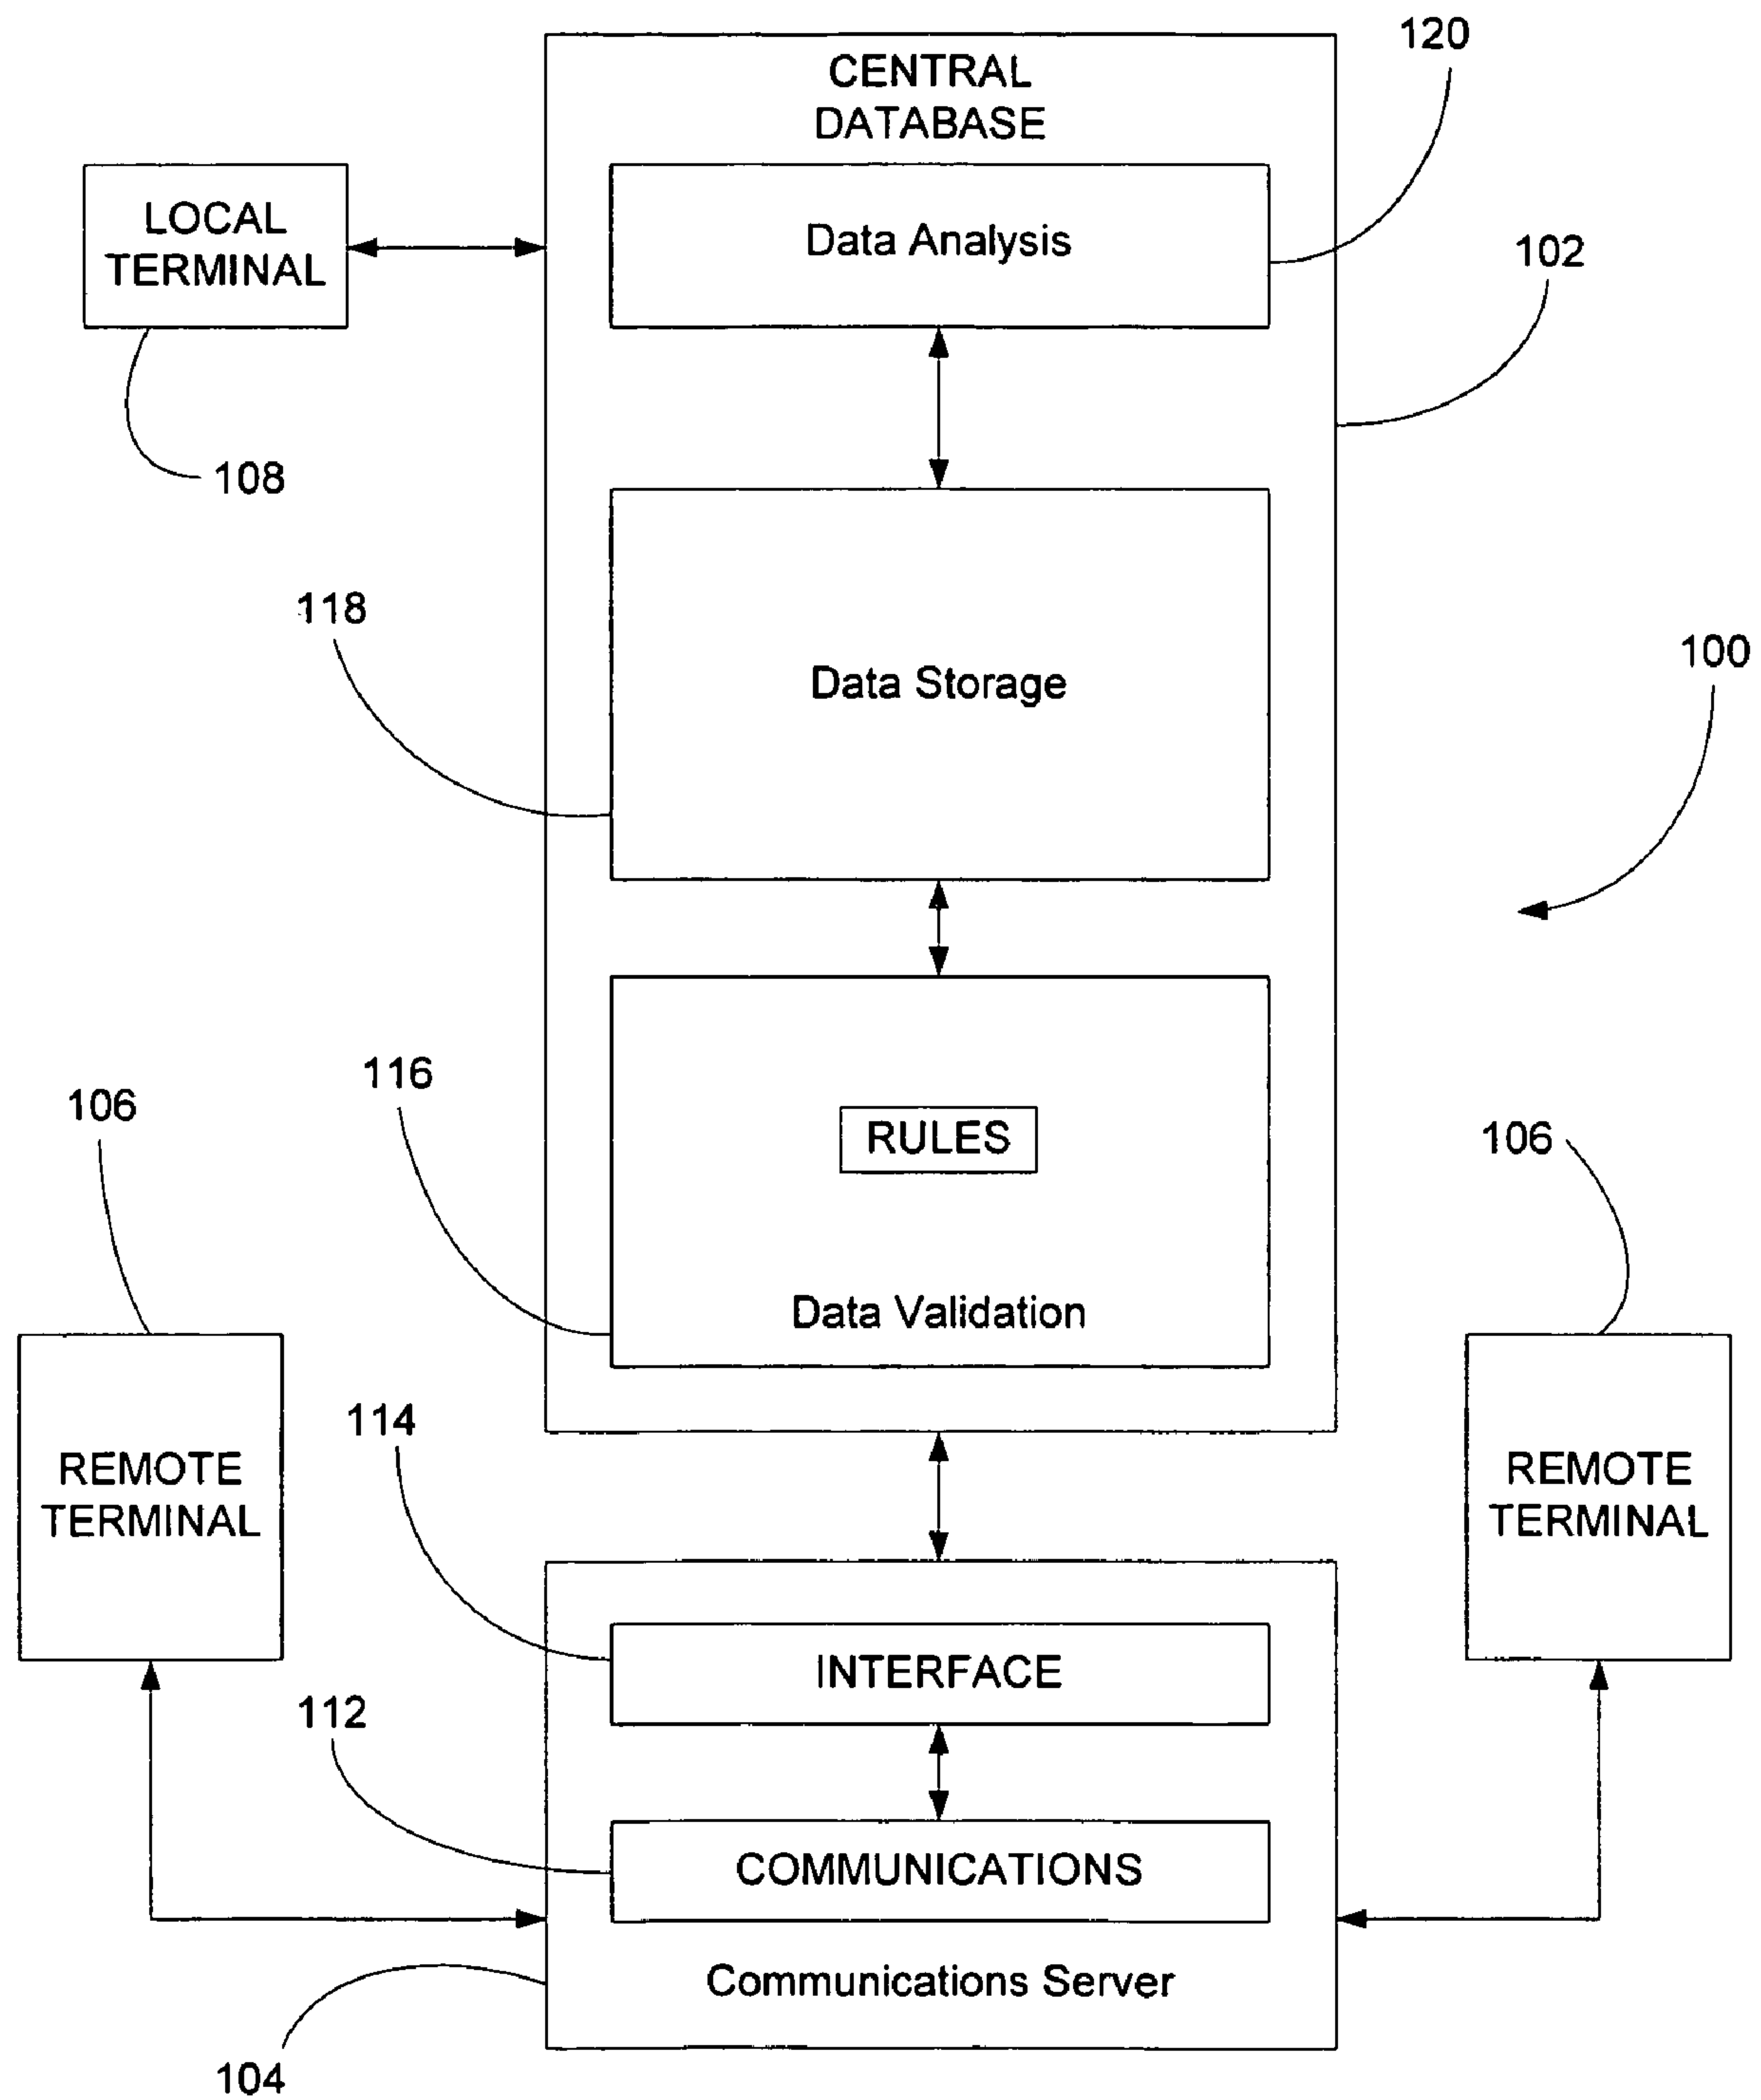 120
CENTRAL
DATABASE
LOCAL
TERMINAL
Data Analysis
102
108
118
Data Storage
100
116
106
RULES
106
Data Validation
114
REMOTE
TERMINAL
REMOTE
TERMINAL
INTERFACE
112
COMMUNICATIONS
Communications Server
104